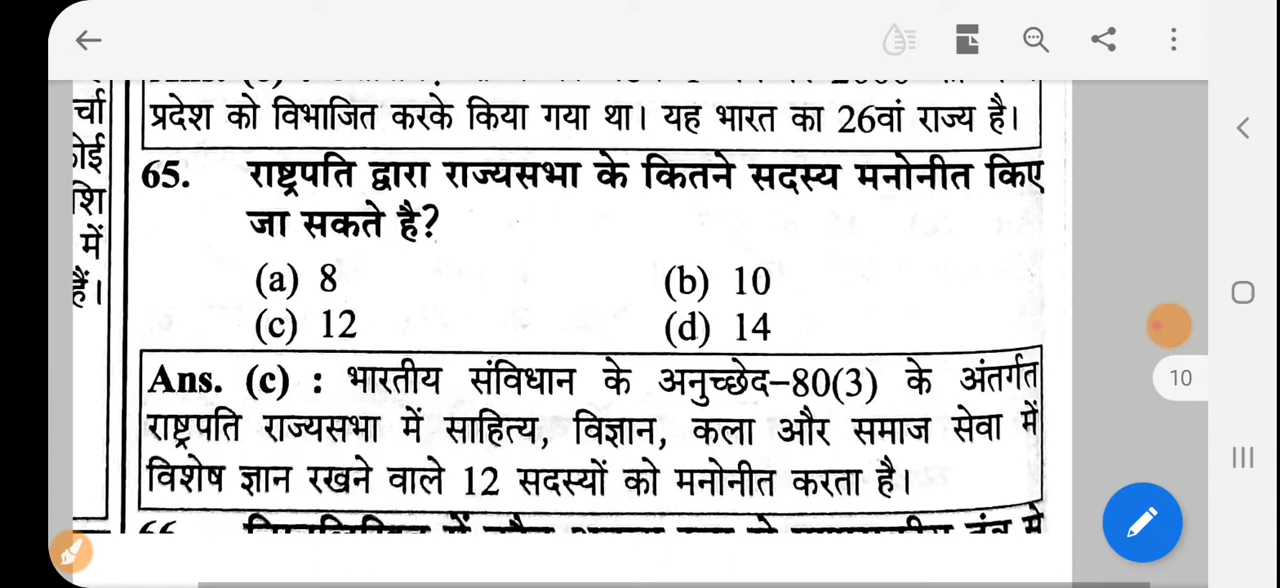 र्चा
ोई
शि
में
हैं।
प्रदेश को विभाजित करके किया गया था। यह भारत का 26वां राज्य है।
65. राष्ट्रपति द्वारा राज्यसभा के कितने सदस्य मनोनीत किए
जा सकते है?
(a) 8 (b) 10
(c) 12 (d) 14
Ans. (c) : भारतीय संविधान के अनुच्छेद-80(3) के अंतर्गत
राष्ट्रपति राज्यसभा में साहित्य, विज्ञान, कला और समाज सेवा में
विशेष ज्ञान रखने वाले 12 सदस्यों को मनोनीत करता है।
10